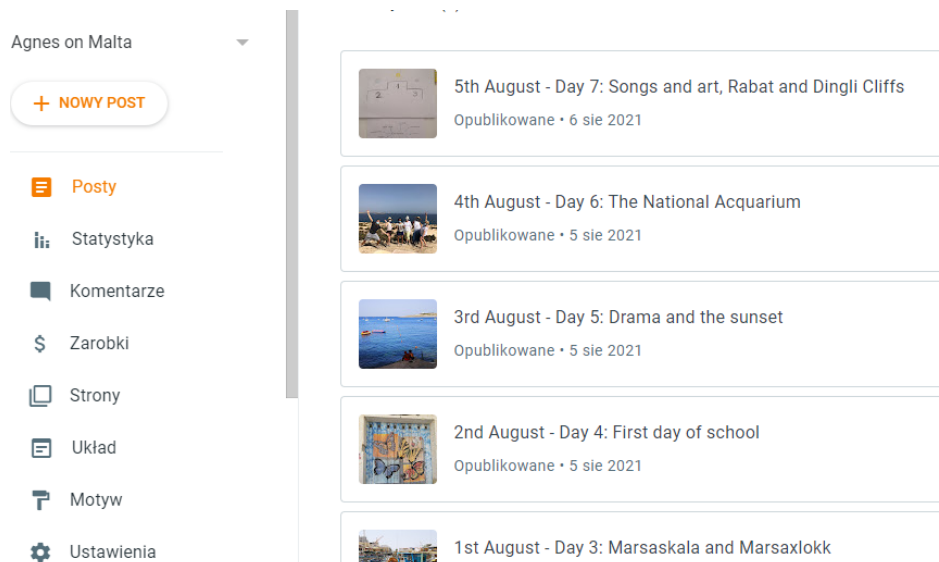 Agnes on Malta
+ NOWY POST
Posty
Statystyka
Komentarze
$ Zarobki
Strony
Układ
Motyw
Ustawienia
5th August - Day 7: Songs and art, Rabat and Dingli Cliffs
Opublikowane • 6 sie 2021
4th August - Day 6: The National Acquarium
Opublikowane • 5 sie 2021
3rd August - Day 5: Drama and the sunset
Opublikowane • 5 sie 2021
2nd August - Day 4: First day of school
Opublikowane • 5 sie 2021
1st August - Day 3: Marsaskala and Marsaxlokk